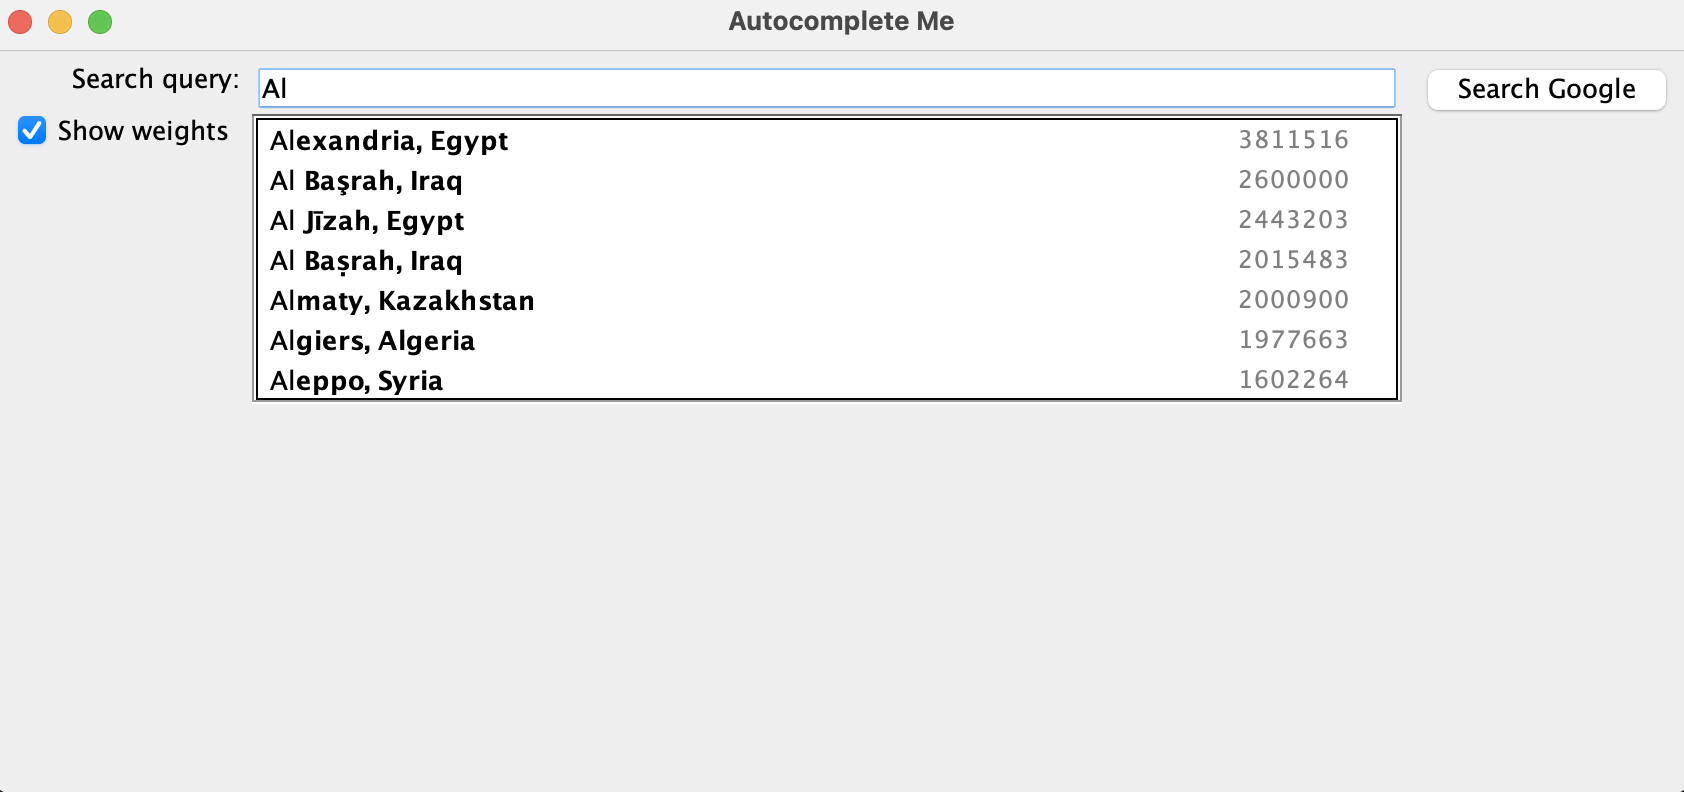 Autocomplete Me
Search query: Al Search Google
Show weights
Alexandria, Egypt 3811516
Al Başrah, Iraq 2600000
Al Jīzah, Egypt 2443203
Al Baṣrah, Iraq 2015483
Almaty, Kazakhstan 2000900
Algiers, Algeria 1977663
Aleppo, Syria 1602264